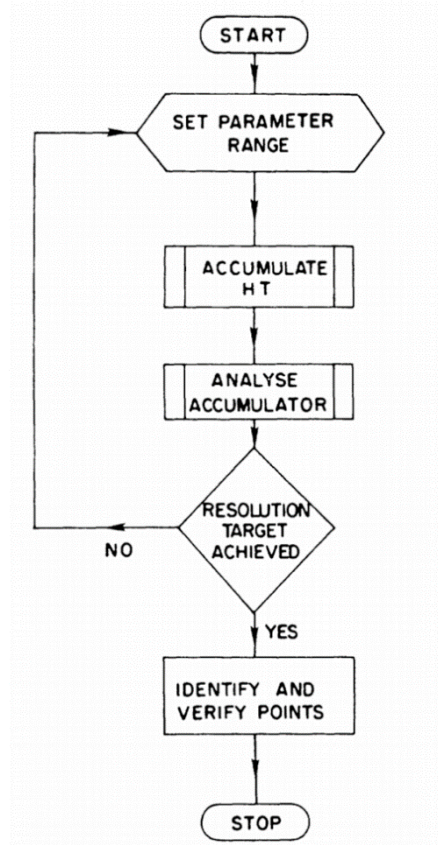 START
SET PARAMETER
RANGE
ACCUMULATE
HT
ANALYSE
ACCUMULATOR
RESOLUTION
TARGET
ACHIEVED
NO
YES
IDENTIFY AND
VERIFY POINTS
STOP